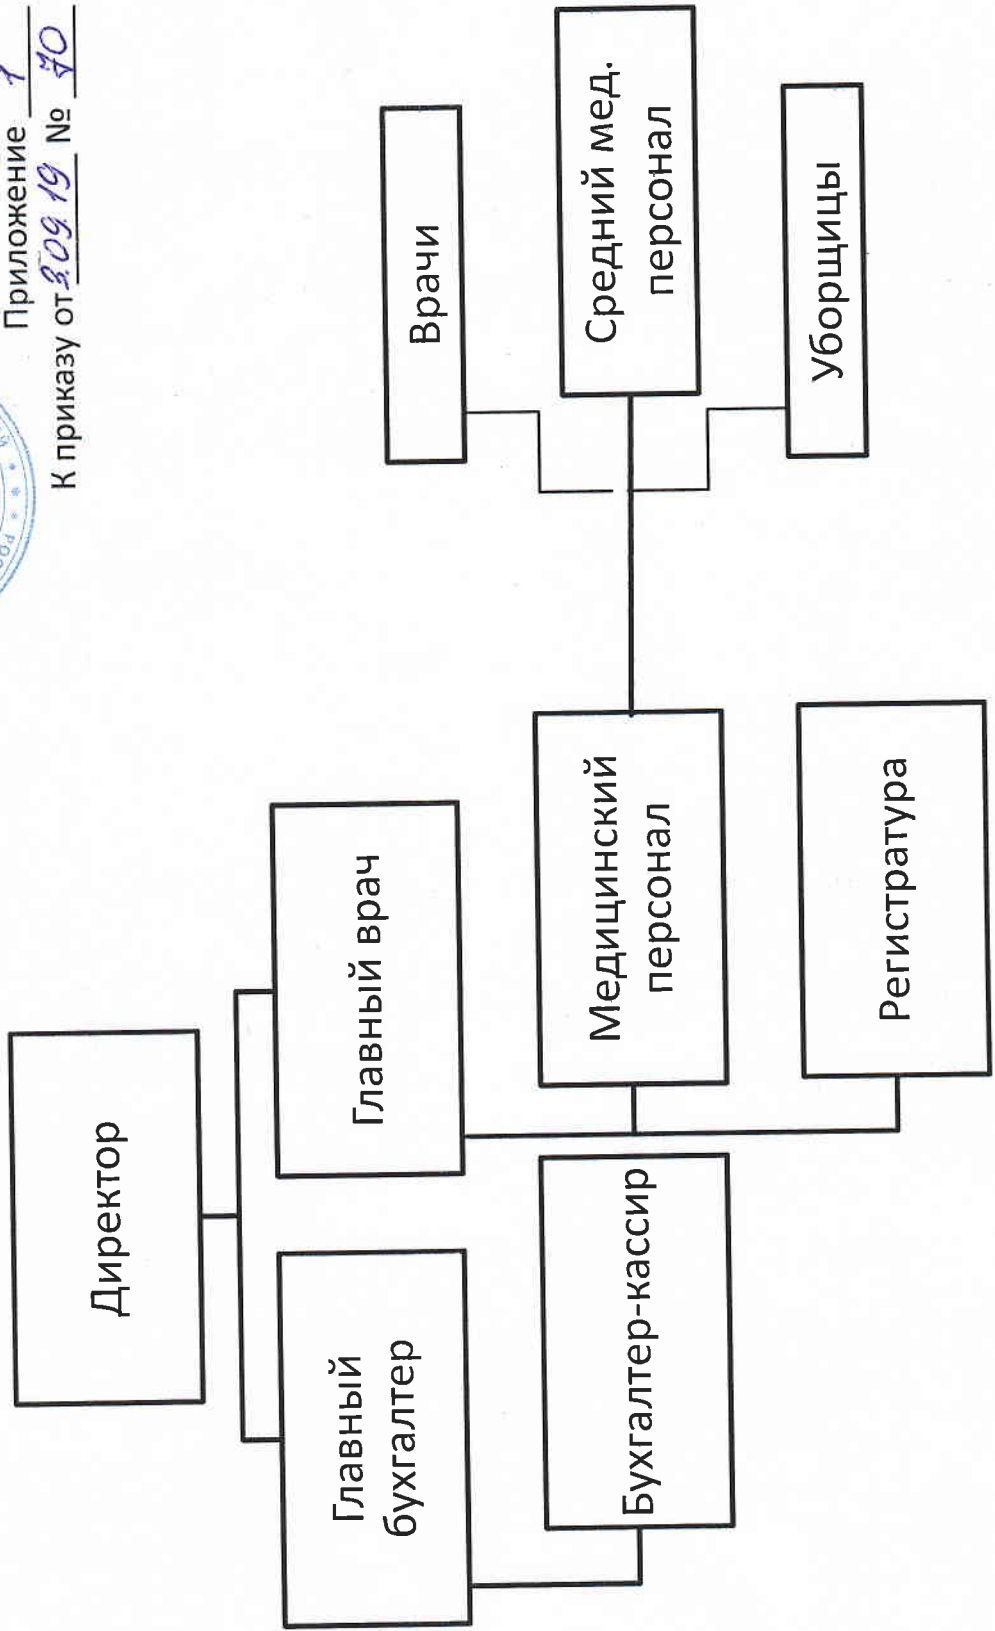 Приложение 1
К приказу от 3.09.19 № 70
Директор
Главный
бухгалтер
Главный врач
Бухгалтер-кассир
Медицинский
персонал
Регистратура
Врачи
Средний мед.
персонал
Уборщицы